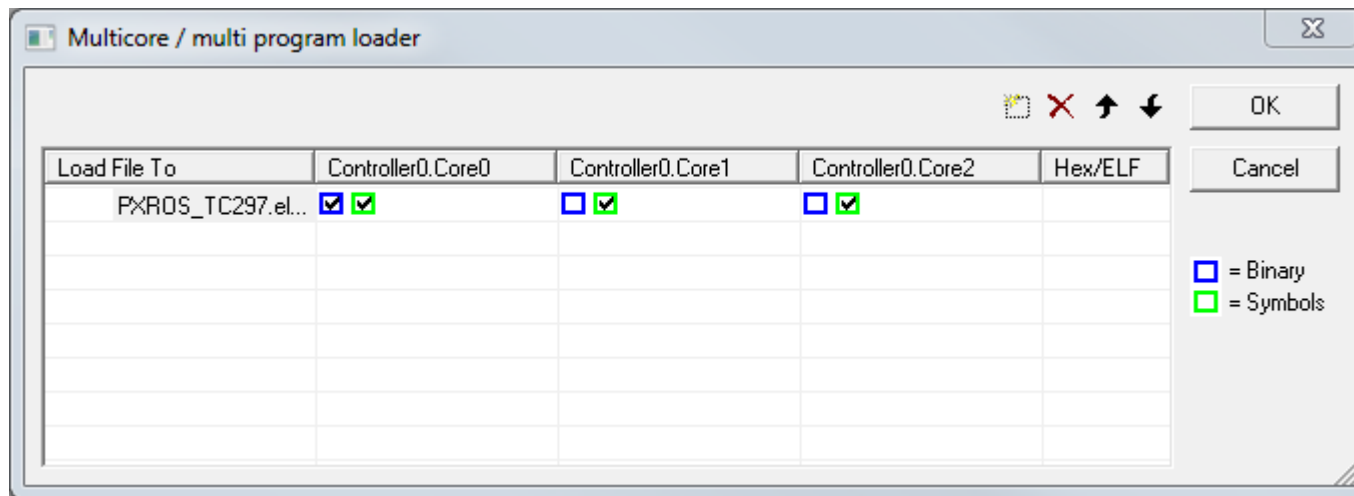 Multicore / multi program loader
OK
Load File To Controller0.Core0 Controller0.Core1 Controller0.Core2 Hex/ELF
Cancel
PXROS_TC297.el...
= Binary
= Symbols